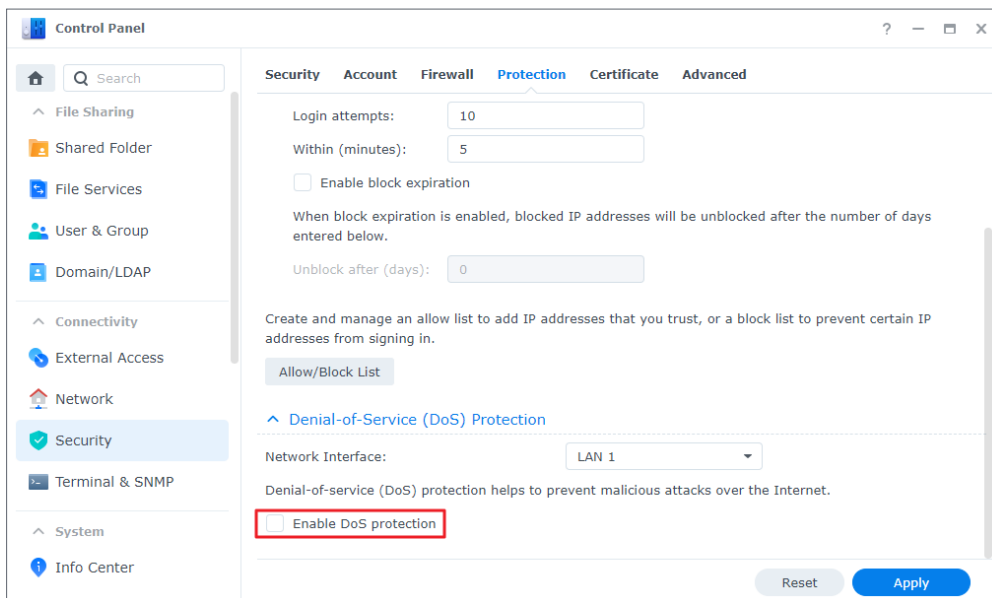 Control Panel
?
Search
File Sharing
Shared Folder
File Services
User & Group
Domain/LDAP
Connectivity
External Access
Network
Security
Terminal & SNMP
System
Info Center
Security Account Firewall Protection Certificate Advanced
Login attempts: 10
Within (minutes): 5
Enable block expiration
When block expiration is enabled, blocked IP addresses will be unblocked after the number of days
entered below.
Unblock after (days): 0
Create and manage an allow list to add IP addresses that you trust, or a block list to prevent certain IP
addresses from signing in.
Allow/Block List
Denial-of-Service (DoS) Protection
Network Interface: LAN 1
Denial-of-service (DoS) protection helps to prevent malicious attacks over the Internet.
Enable DoS protection
Reset Apply